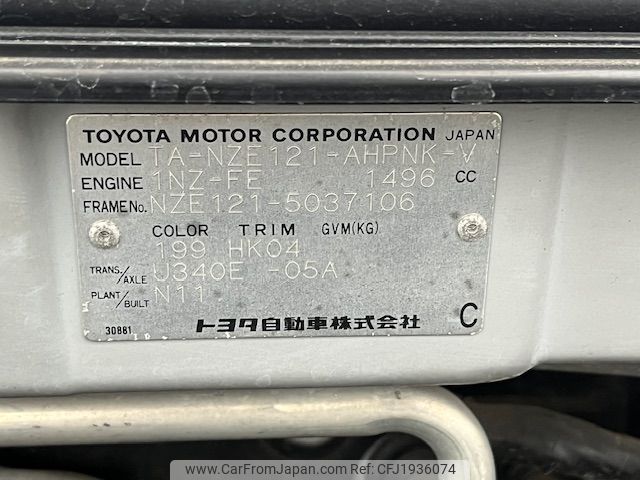 TOYOTA MOTOR CORPORATION JAPAN
MODEL TA-NZE121-AHPNK-V
ENGINE 1NZ-FE 1496 CC
FRAME No. NZE121-5037106
COLOR TRIM GVM(KG)
199 HK04
TRANS./AXLE U340E -05A
PLANT/BUILT N11
30881 トヨタ自動車株式会社 C
www.CarFromJapan.com | Photo ID: CFJ1936074